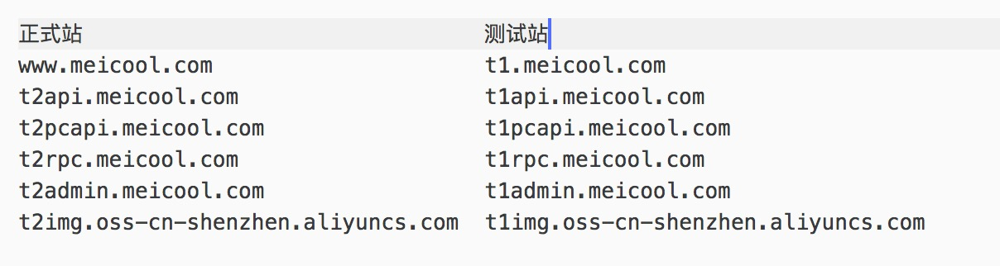 正式站 测试站
www.meicool.com t1.meicool.com
t2api.meicool.com t1api.meicool.com
t2pcapi.meicool.com t1pcapi.meicool.com
t2rpc.meicool.com t1rpc.meicool.com
t2admin.meicool.com t1admin.meicool.com
t2img.oss-cn-shenzhen.aliyuncs.com t1img.oss-cn-shenzhen.aliyuncs.com